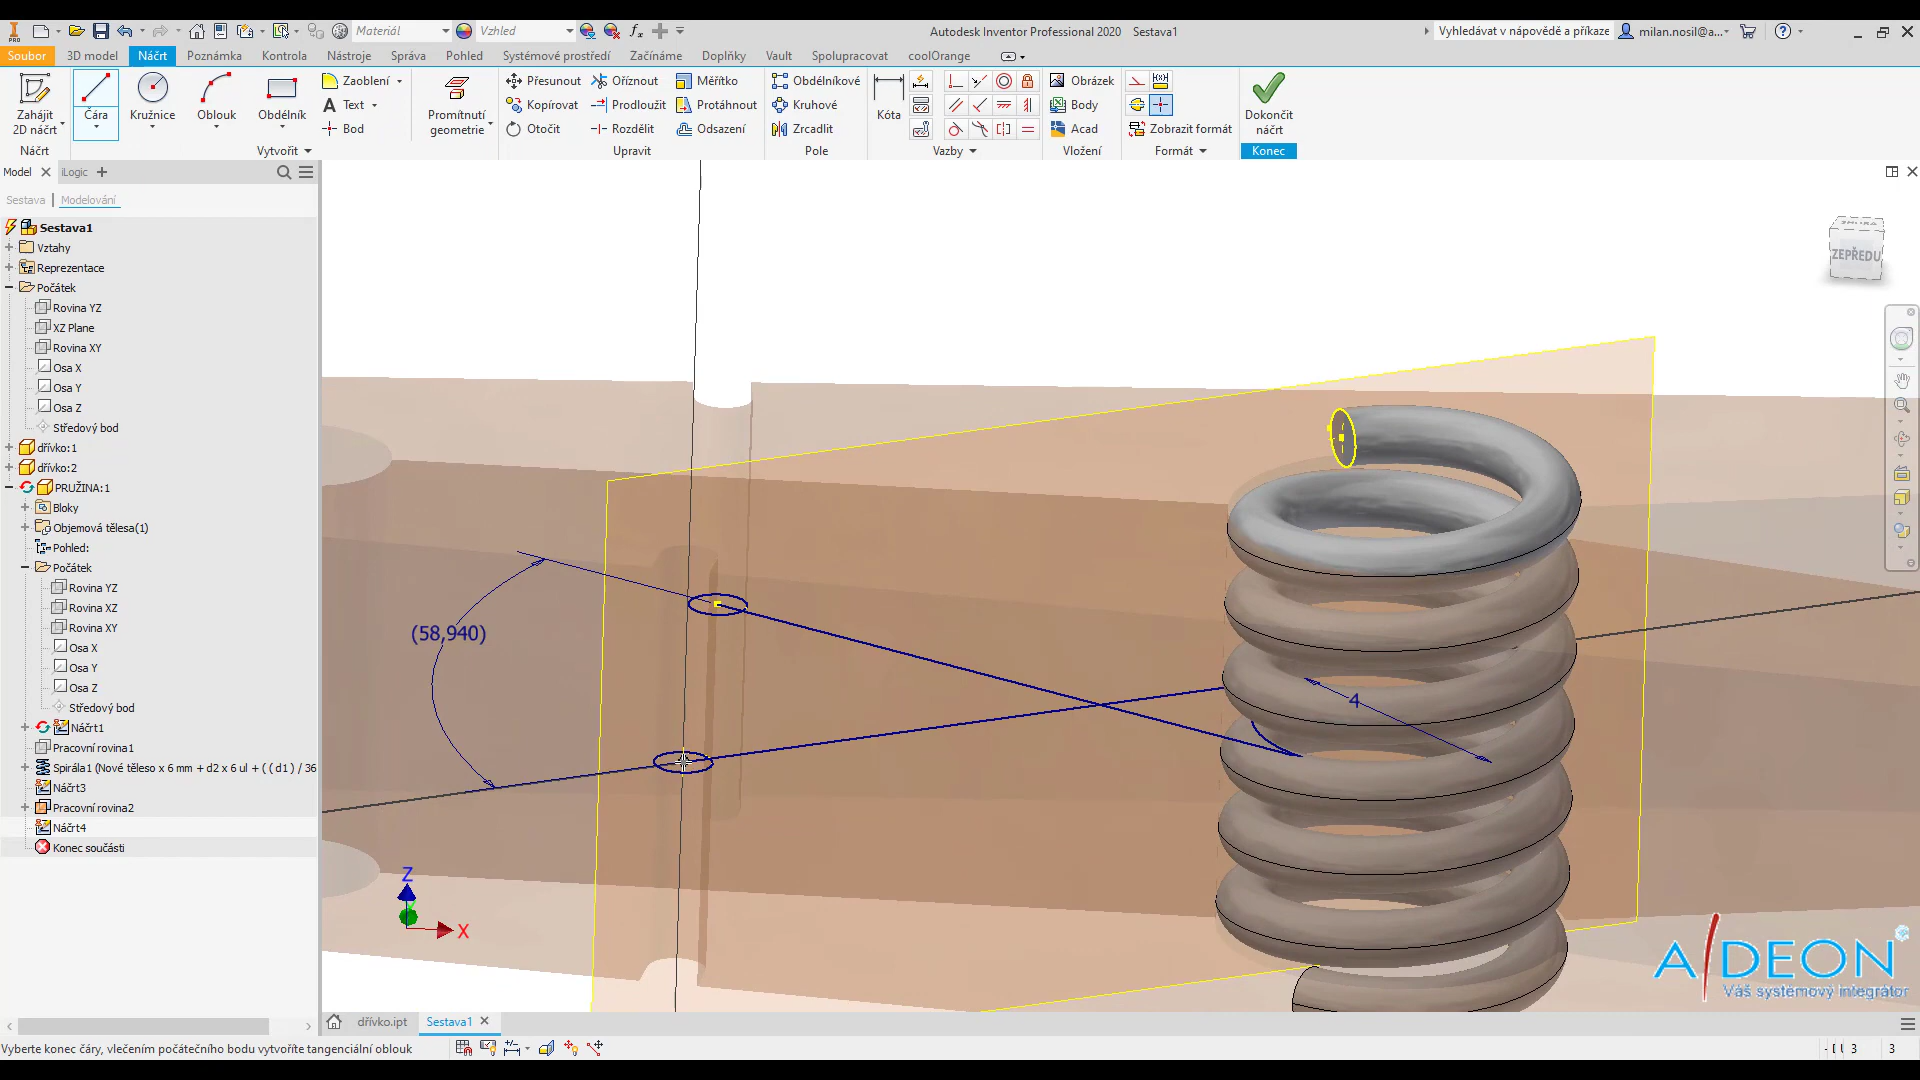 PRO
Materiál
Vzhled
Autodesk Inventor Professional 2020 Sestava1
Vyhledávat v nápovědě a příkaze
milan.nosil@a...
Soubor 3D model Náčrt Poznámka Kontrola Nástroje Správa Pohled Systémové prostředí Začínáme Doplňky Vault Spolupracovat coolOrange
Zahájit 2D náčrt
Čára
Kružnice
Oblouk
Obdélník
Zaoblení
Text
Bod
Promítnutí geometrie
Přesunout
Kopírovat
Otočit
Oříznout
Prodloužit
Rozdělit
Měřítko
Protáhnout
Odsazení
Obdélníkové
Kruhové
Zrcadlit
Kóta
Obrázek
Body
Acad
Zobrazit formát
Dokončit náčrt
Náčrt Vytvořit Upravit Pole Vazby Vložení Formát Konec
Model iLogic
Sestava Modelování
Sestava1
Vztahy
Reprezentace
Počátek
Rovina YZ
XZ Plane
Rovina XY
Osa X
Osa Y
Osa Z
Středový bod
dřívko:1
dřívko:2
PRUŽINA:1
Bloky
Objemová tělesa(1)
Pohled:
Počátek
Rovina YZ
Rovina XZ
Rovina XY
Osa X
Osa Y
Osa Z
Středový bod
Náčrt1
Pracovní rovina1
Spirála1 (Nové těleso x 6 mm + d2 x 6 ul + ( ( d1 ) / 36
Náčrt3
Pracovní rovina2
Náčrt4
Konec součásti
ZEPŘEDU
(58,940)
4
Z
X
A/DEON
Váš systémový integrátor
dřívko.ipt Sestava1
Vyberte konec čáry, vlečením počátečního bodu vytvoříte tangenciální oblouk
3 3